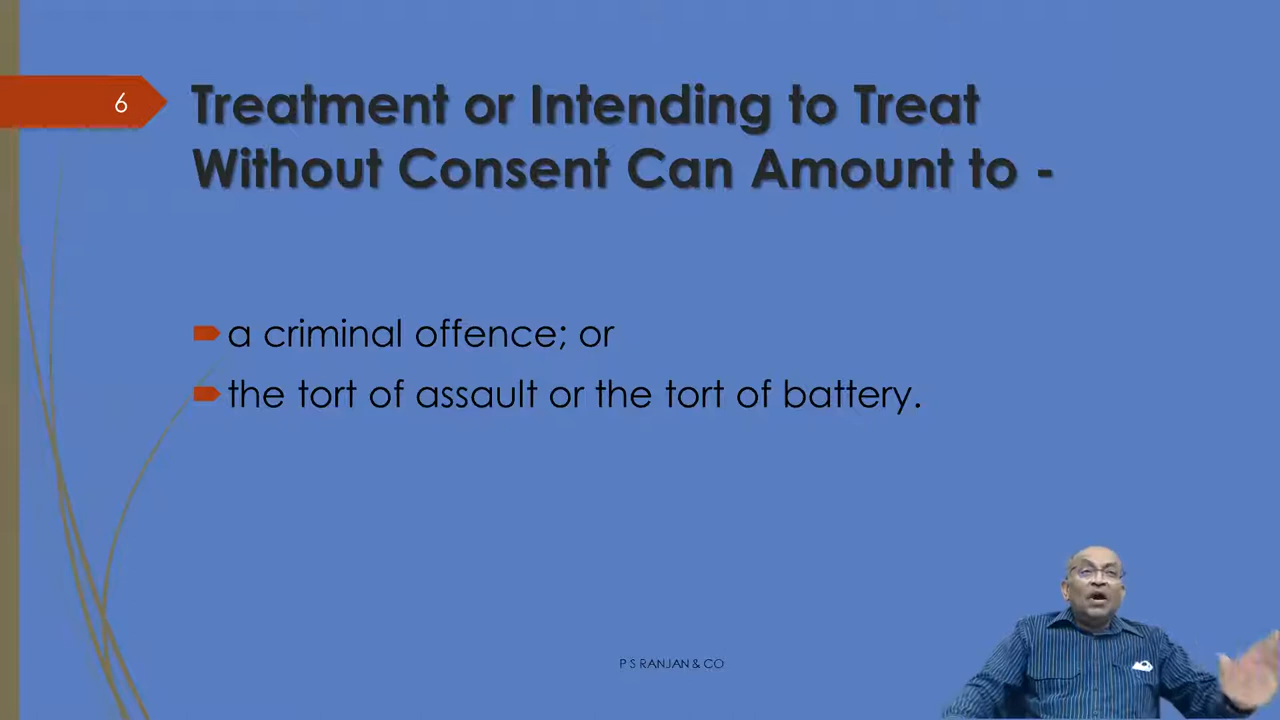 6
Treatment or Intending to Treat
Without Consent Can Amount to -
a criminal offence; or
the tort of assault or the tort of battery.
P S RANJAN & CO